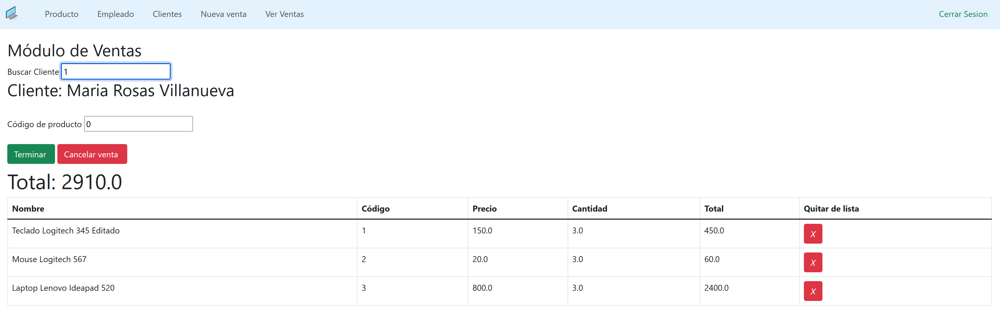 Producto Empleado Clientes Nueva venta Ver Ventas Cerrar Sesion
Módulo de Ventas
Buscar Cliente 1
Cliente: Maria Rosas Villanueva
Código de producto 0
Terminar Cancelar venta
Total: 2910.0
Nombre Código Precio Cantidad Total Quitar de lista
Teclado Logitech 345 Editado 1 150.0 3.0 450.0 X
Mouse Logitech 567 2 20.0 3.0 60.0 X
Laptop Lenovo Ideapad 520 3 800.0 3.0 2400.0 X